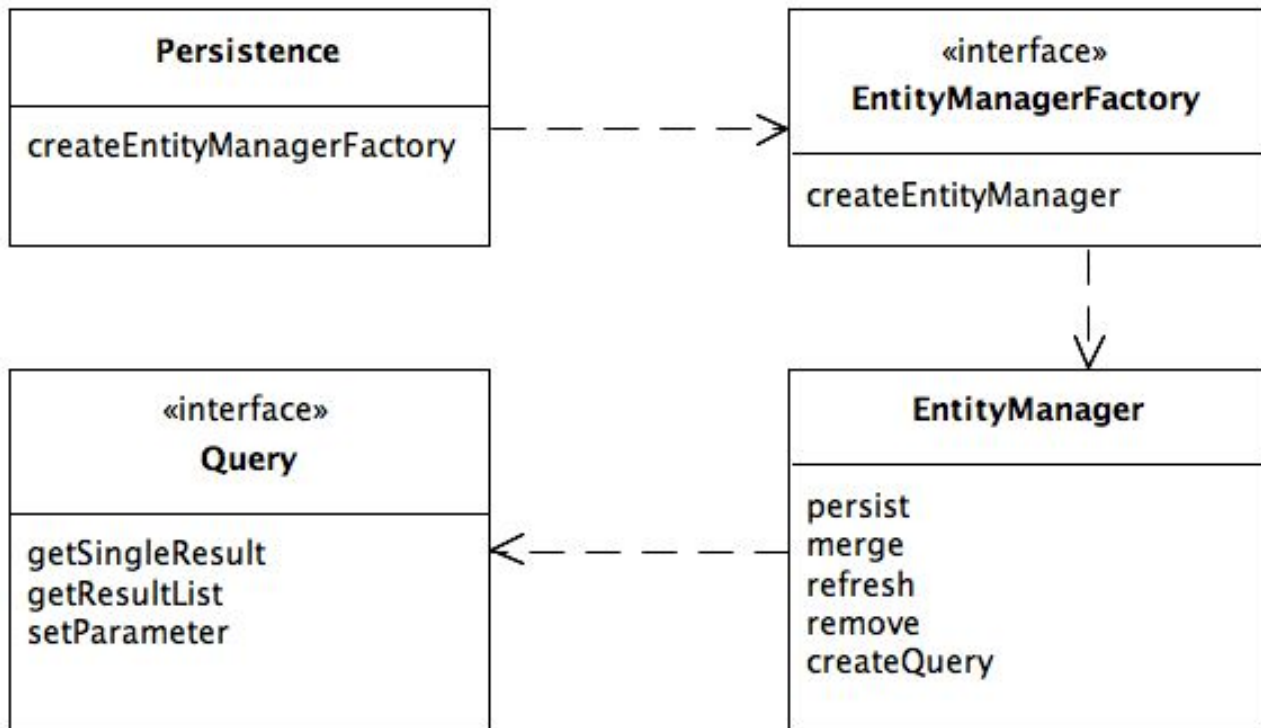 Persistence
createEntityManagerFactory
«interface»
EntityManagerFactory
createEntityManager
«interface»
Query
getSingleResult
getResultList
setParameter
EntityManager
persist
merge
refresh
remove
createQuery